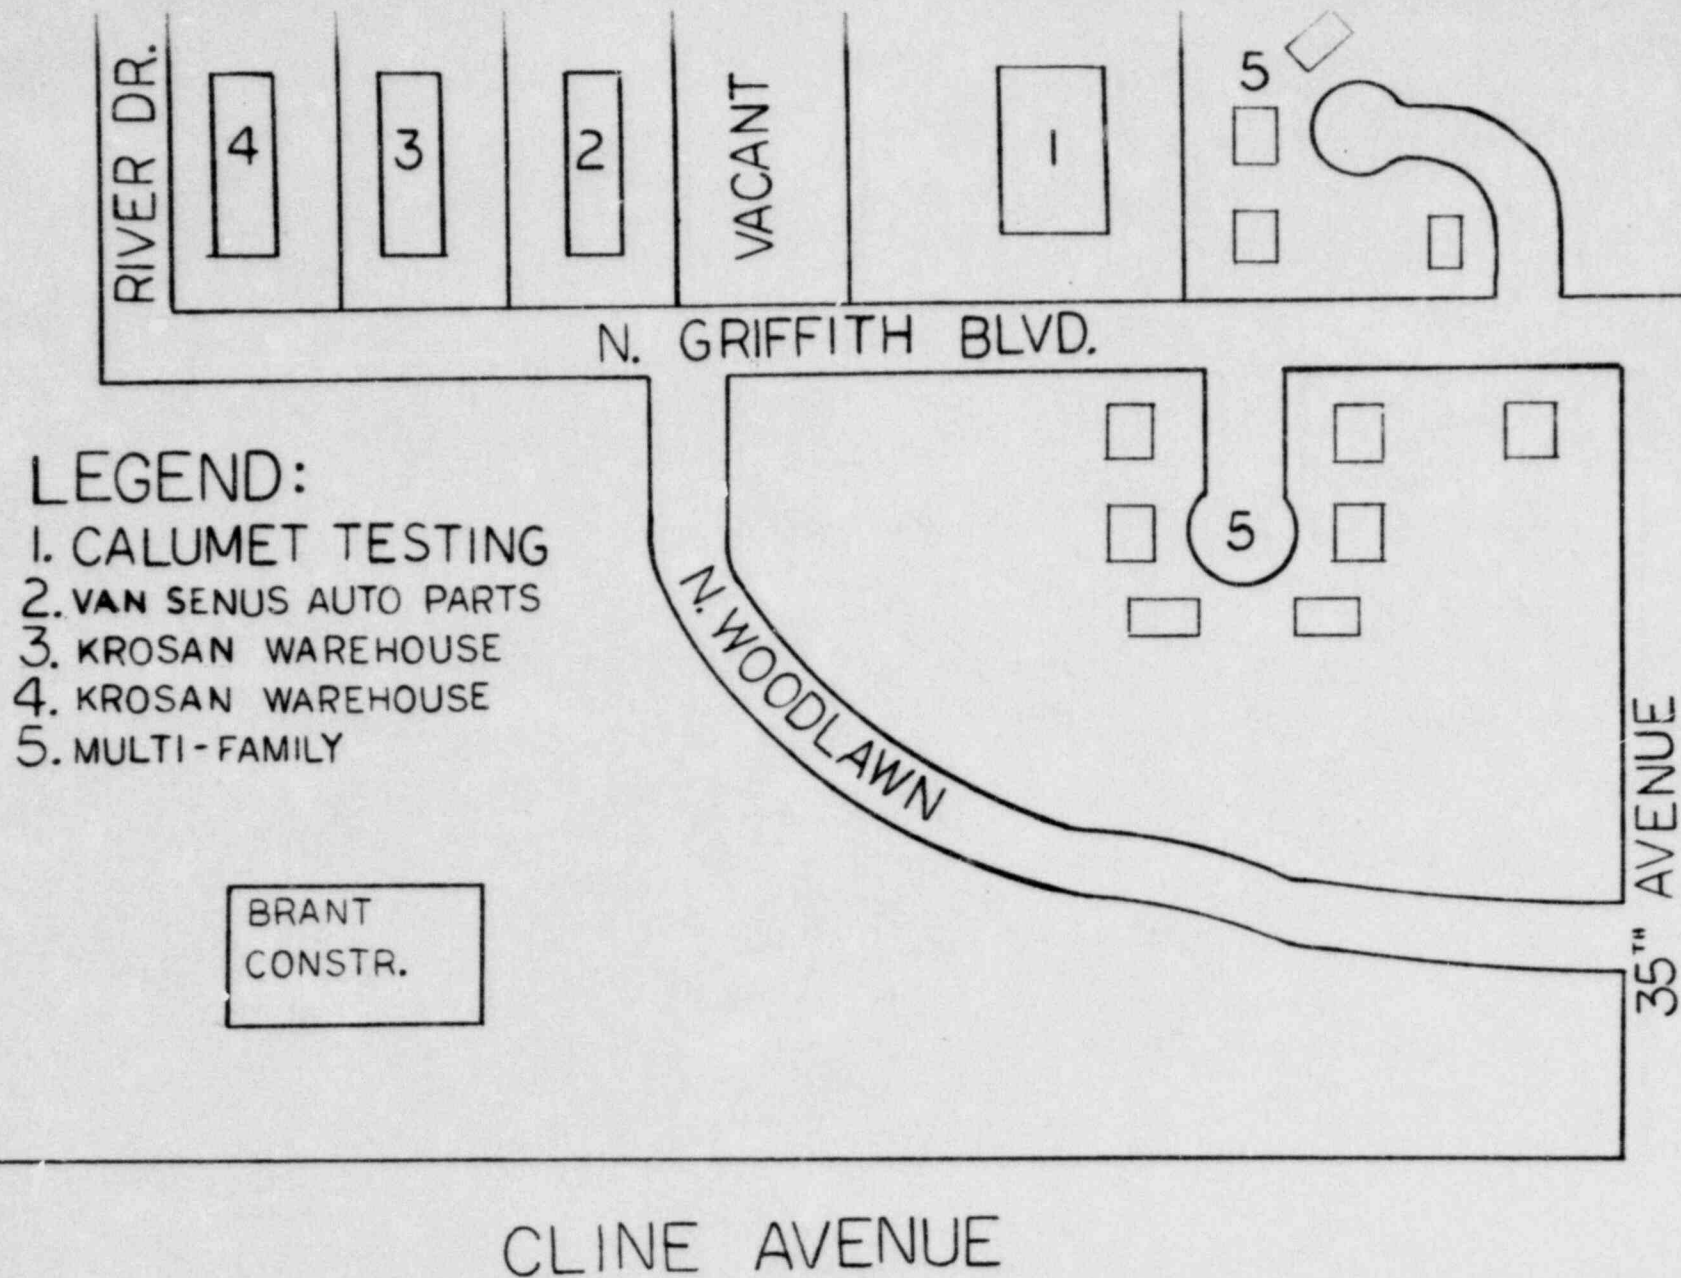 RIVER DR.
4
3
2
VACANT
1
5
N. GRIFFITH BLVD.
LEGEND:
1. CALUMET TESTING
2. VAN SENUS AUTO PARTS
3. KROSAN WAREHOUSE
4. KROSAN WAREHOUSE
5. MULTI-FAMILY
5
N. WOODLAWN
35TH AVENUE
BRANT
CONSTR.
CLINE AVENUE